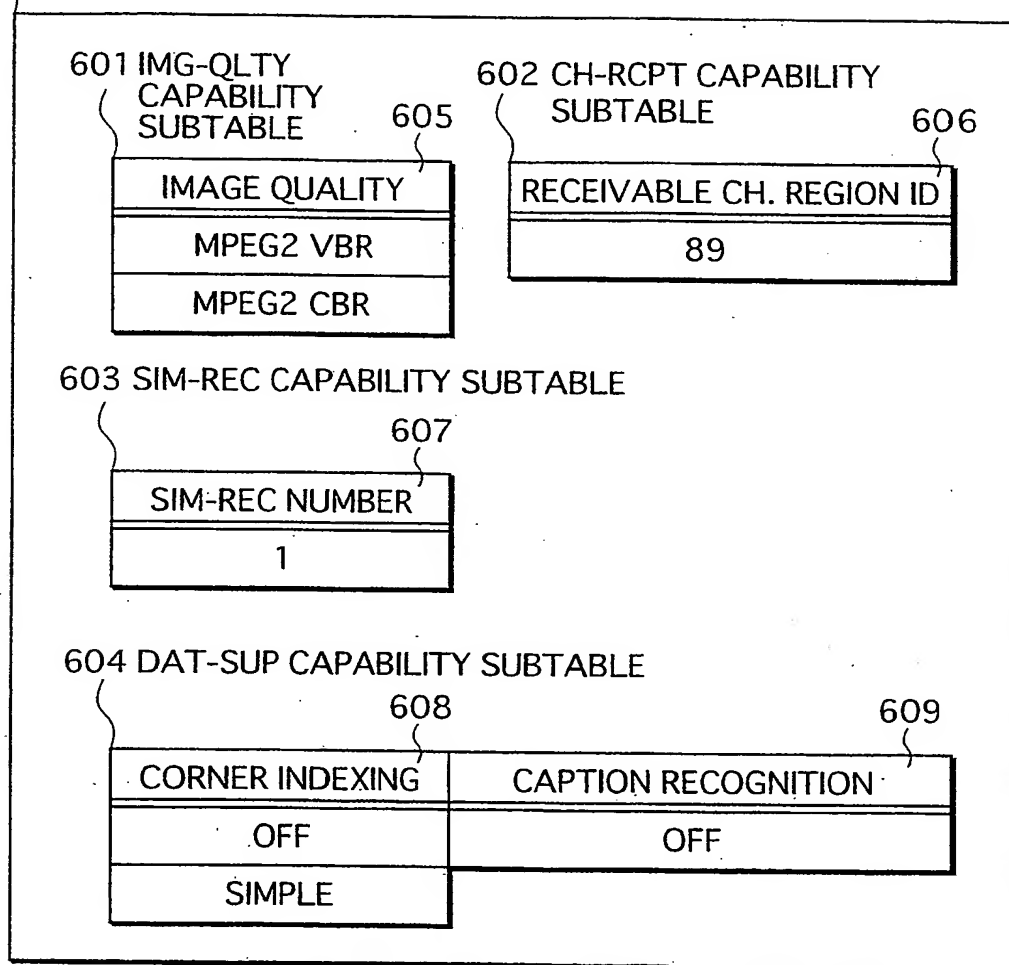 601 IMG-QLTY
CAPABILITY
SUBTABLE
605
IMAGE QUALITY
MPEG2 VBR
MPEG2 CBR
602 CH-RCPT CAPABILITY
SUBTABLE
606
RECEIVABLE CH. REGION ID
89
603 SIM-REC CAPABILITY SUBTABLE
607
SIM-REC NUMBER
1
604 DAT-SUP CAPABILITY SUBTABLE
608
609
CORNER INDEXING CAPTION RECOGNITION
OFF OFF
SIMPLE